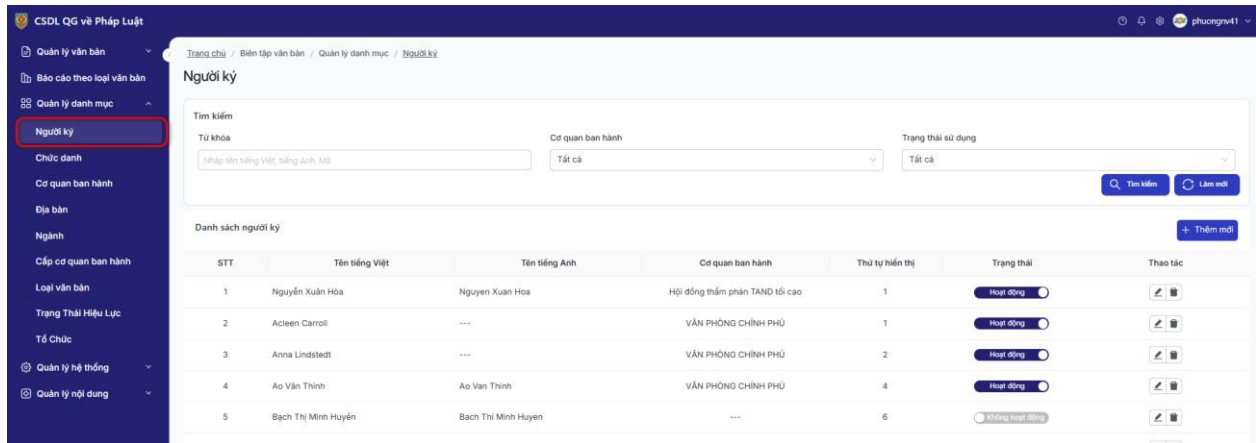 CSDL QG về Pháp Luật
phuongnv41
Quản lý văn bản
Báo cáo theo loại văn bản
Quản lý danh mục
Người ký
Chức danh
Cơ quan ban hành
Địa bàn
Ngành
Cấp cơ quan ban hành
Loại văn bản
Trạng Thái Hiệu Lực
Tổ Chức
Quản lý hệ thống
Quản lý nội dung
Trang chủ / Biên tập văn bản / Quản lý danh mục / Người ký
Người ký
Tìm kiếm
Từ khóa Cơ quan ban hành Trạng thái sử dụng
Nhập tên tiếng Việt, tiếng Anh, Mã Tất cả Tất cả
Tìm kiếm Làm mới
Danh sách người ký + Thêm mới
STT Tên tiếng Việt Tên tiếng Anh Cơ quan ban hành Thứ tự hiển thị Trạng thái Thao tác
1 Nguyễn Xuân Hòa Nguyen Xuan Hoa Hội đồng thẩm phán TAND tối cao 1 Hoạt động
2 Acleen Carroll --- VĂN PHÒNG CHÍNH PHỦ 1 Hoạt động
3 Anna Lindstedt --- VĂN PHÒNG CHÍNH PHỦ 2 Hoạt động
4 Ao Văn Thinh Ao Van Thinh VĂN PHÒNG CHÍNH PHỦ 4 Hoạt động
5 Bạch Thị Minh Huyền Bach Thi Minh Huyen --- 6 Không hoạt động